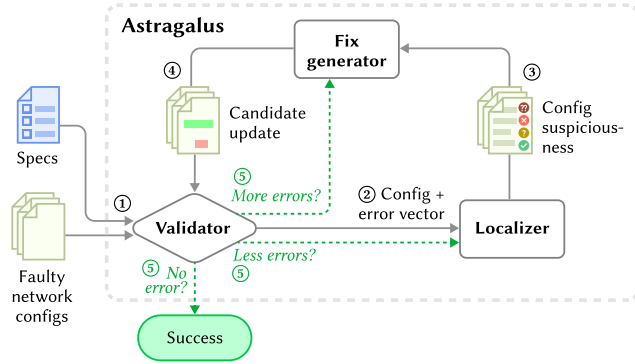 Astragalus
Fix
generator
④
③
Specs
Candidate
update
??
?
Config
suspicious-
ness
①
⑤
More errors?
② Config +
error vector
Validator
Localizer
Faulty
network
configs
⑤ No
error?
Less errors?
⑤
Success